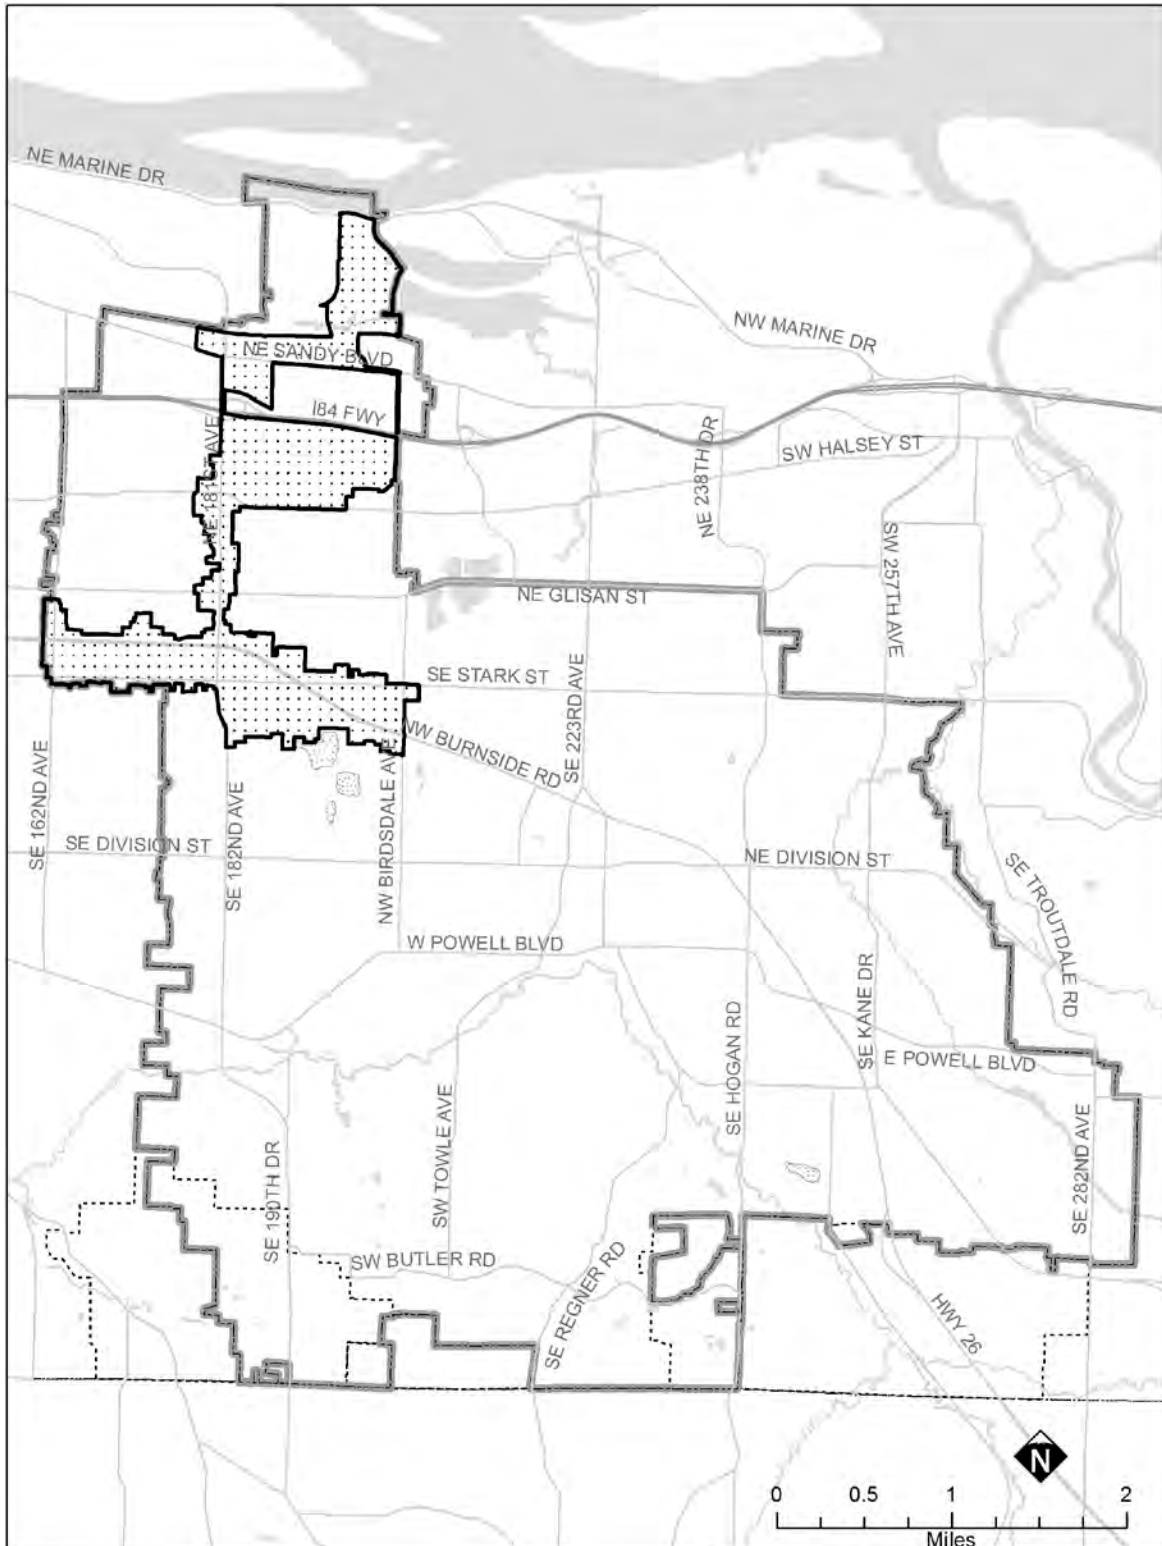 NE MARINE DR
NW MARINE DR
NE SANDY BLVD
I84 FWY
NE 181ST AVE
SW HALSEY ST
NE 238TH DR
SW 257TH AVE
NE GLISAN ST
SE STARK ST
SE 223RD AVE
NW BURNSIDE RD
SE 162ND AVE
SE 182ND AVE
NW BIRDSDALE AVE
SE DIVISION ST
NE DIVISION ST
SE TROUTDALE RD
W POWELL BLVD
SE KANE DR
SE HOGAN RD
E POWELL BLVD
SW TOWLE AVE
SE 190TH DR
SE 282ND AVE
SW BUTLER RD
SE REGNER RD
HWY 26
N
0 0.5 1 2
Miles